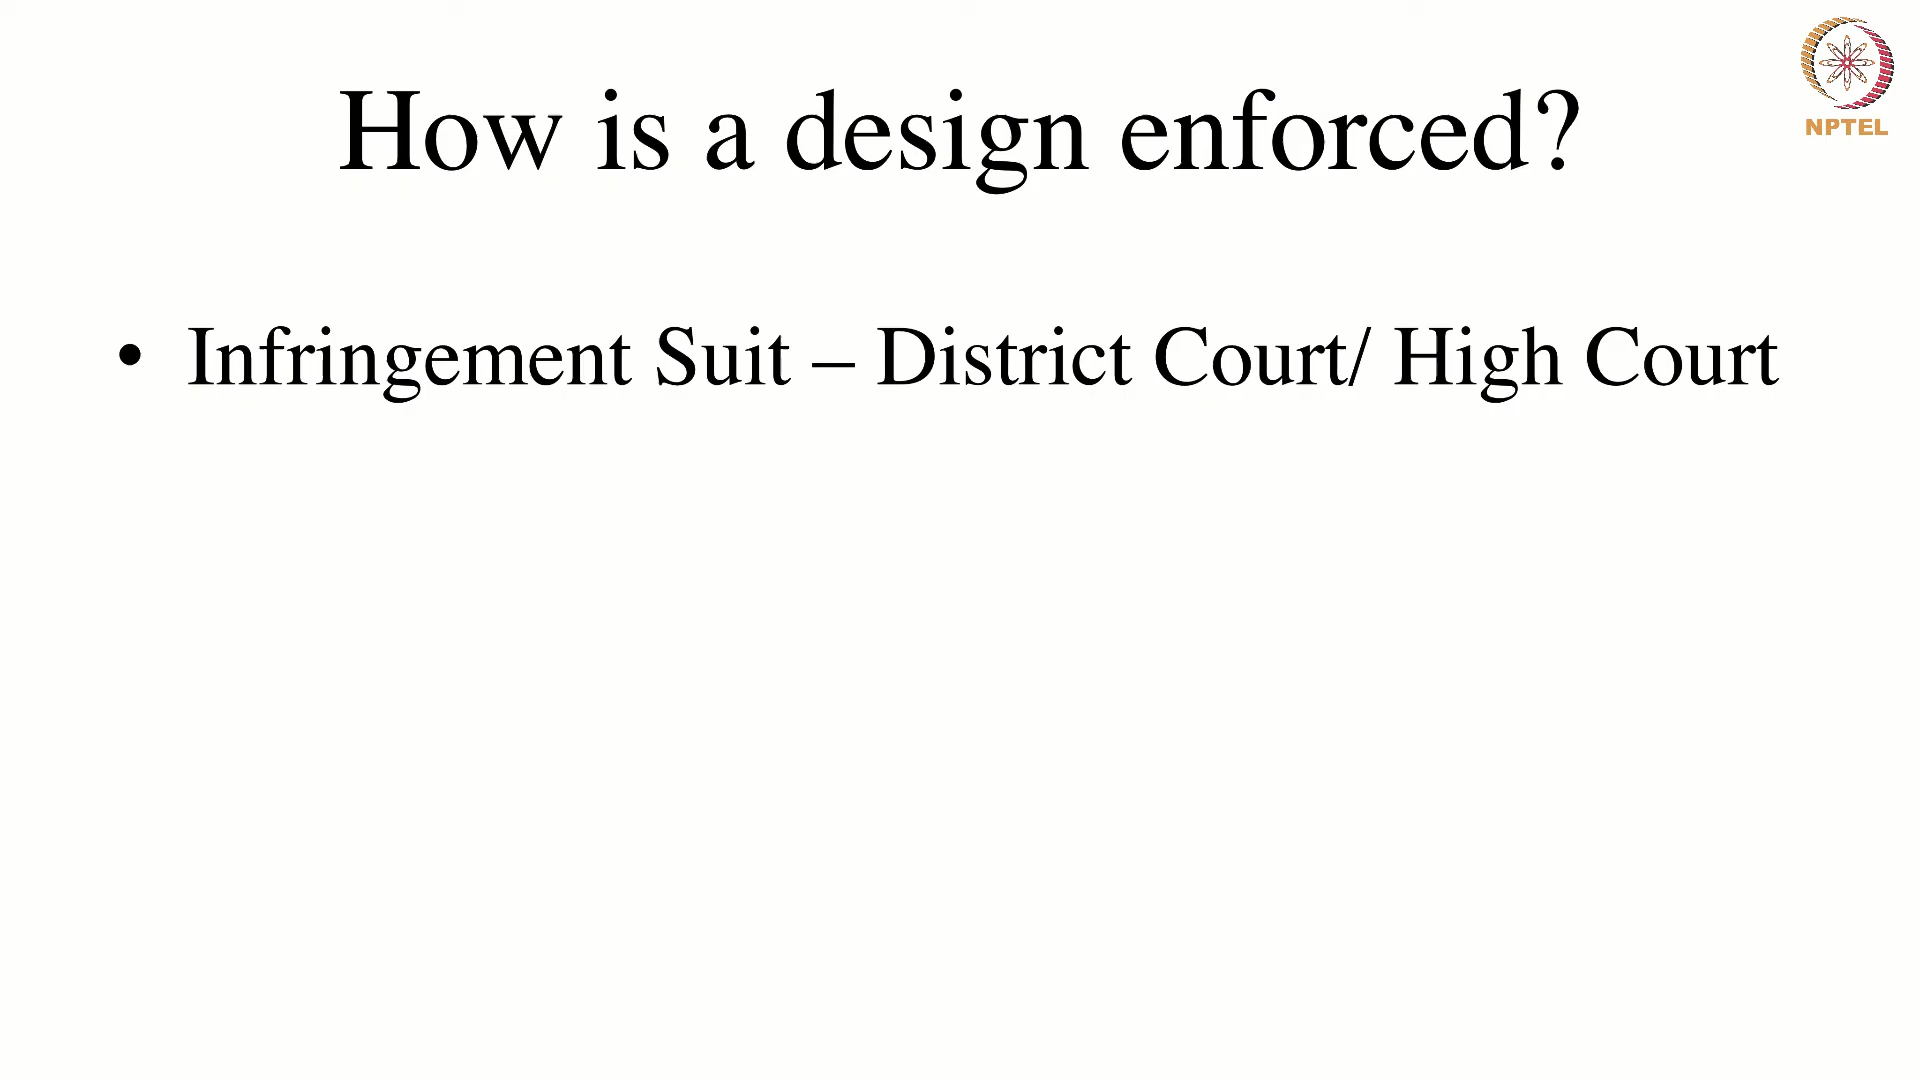 How is a design enforced?
NPTEL
• Infringement Suit – District Court/ High Court